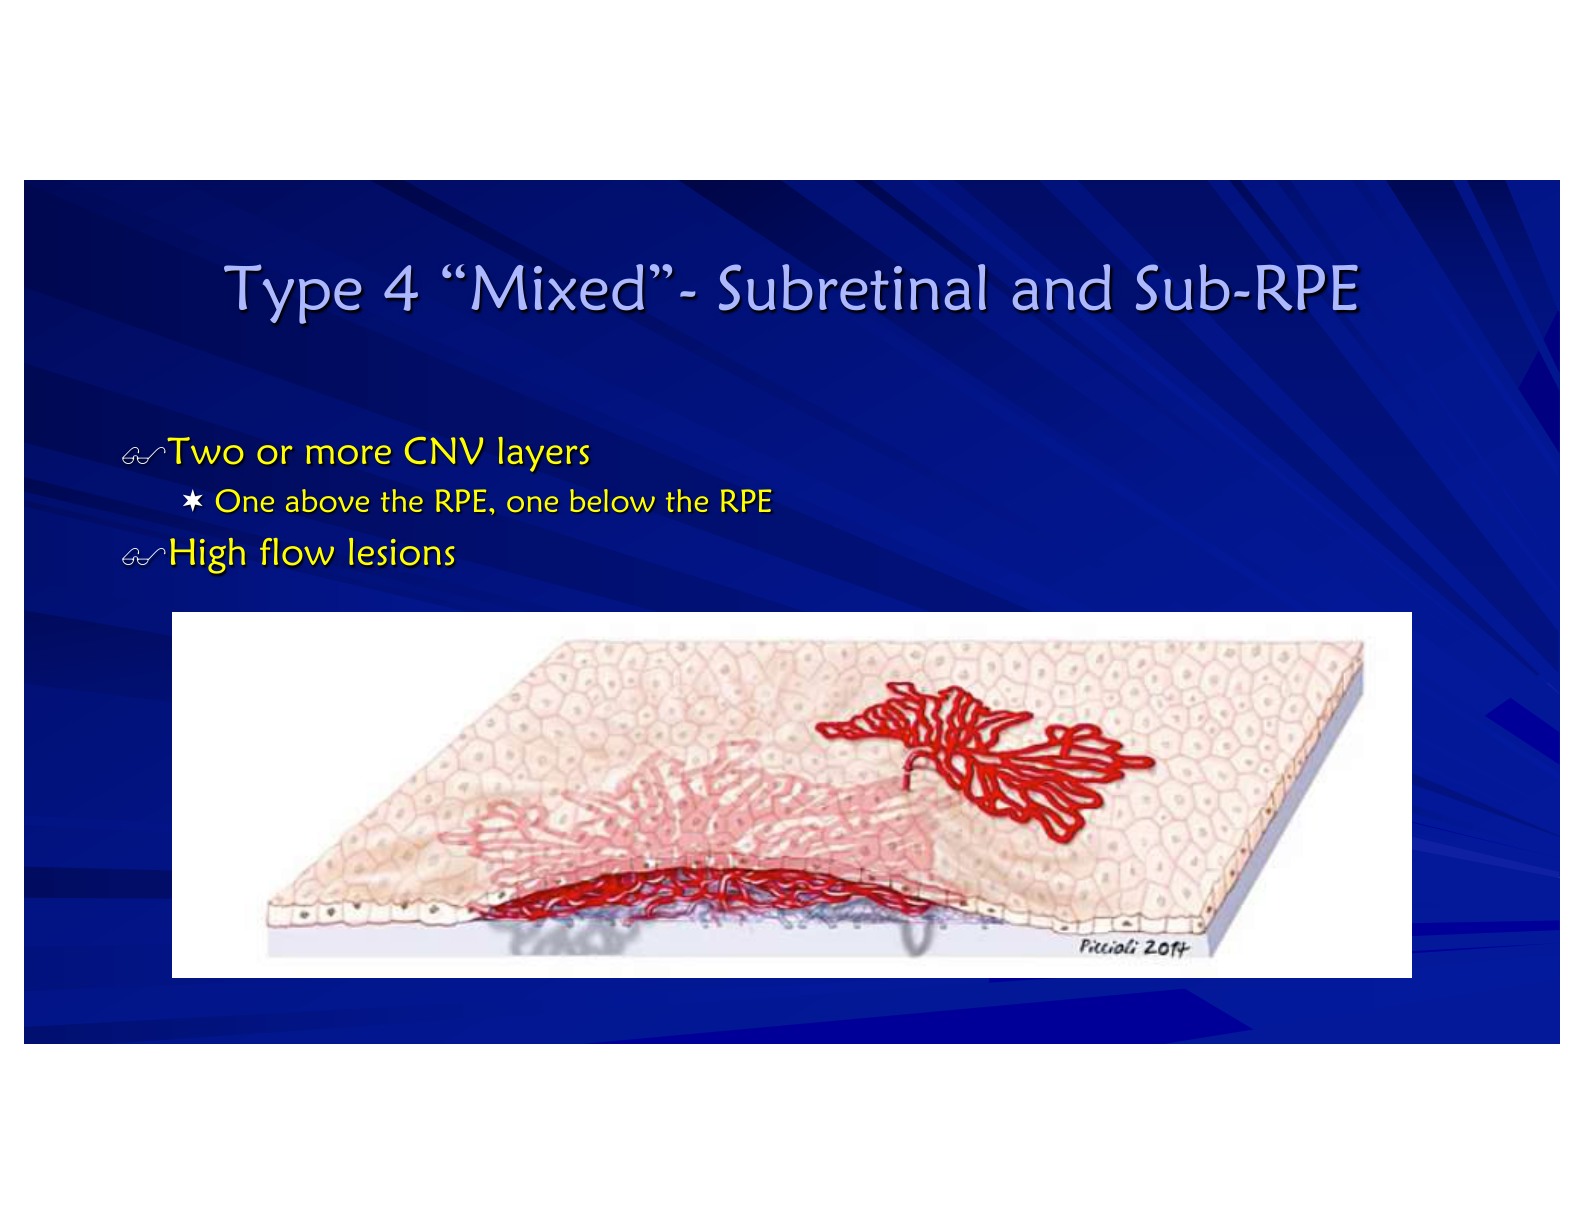 Type 4 “Mixed”- Subretinal and Sub-RPE
Two or more CNV layers
One above the RPE, one below the RPE
High flow lesions
Piccioli 2017